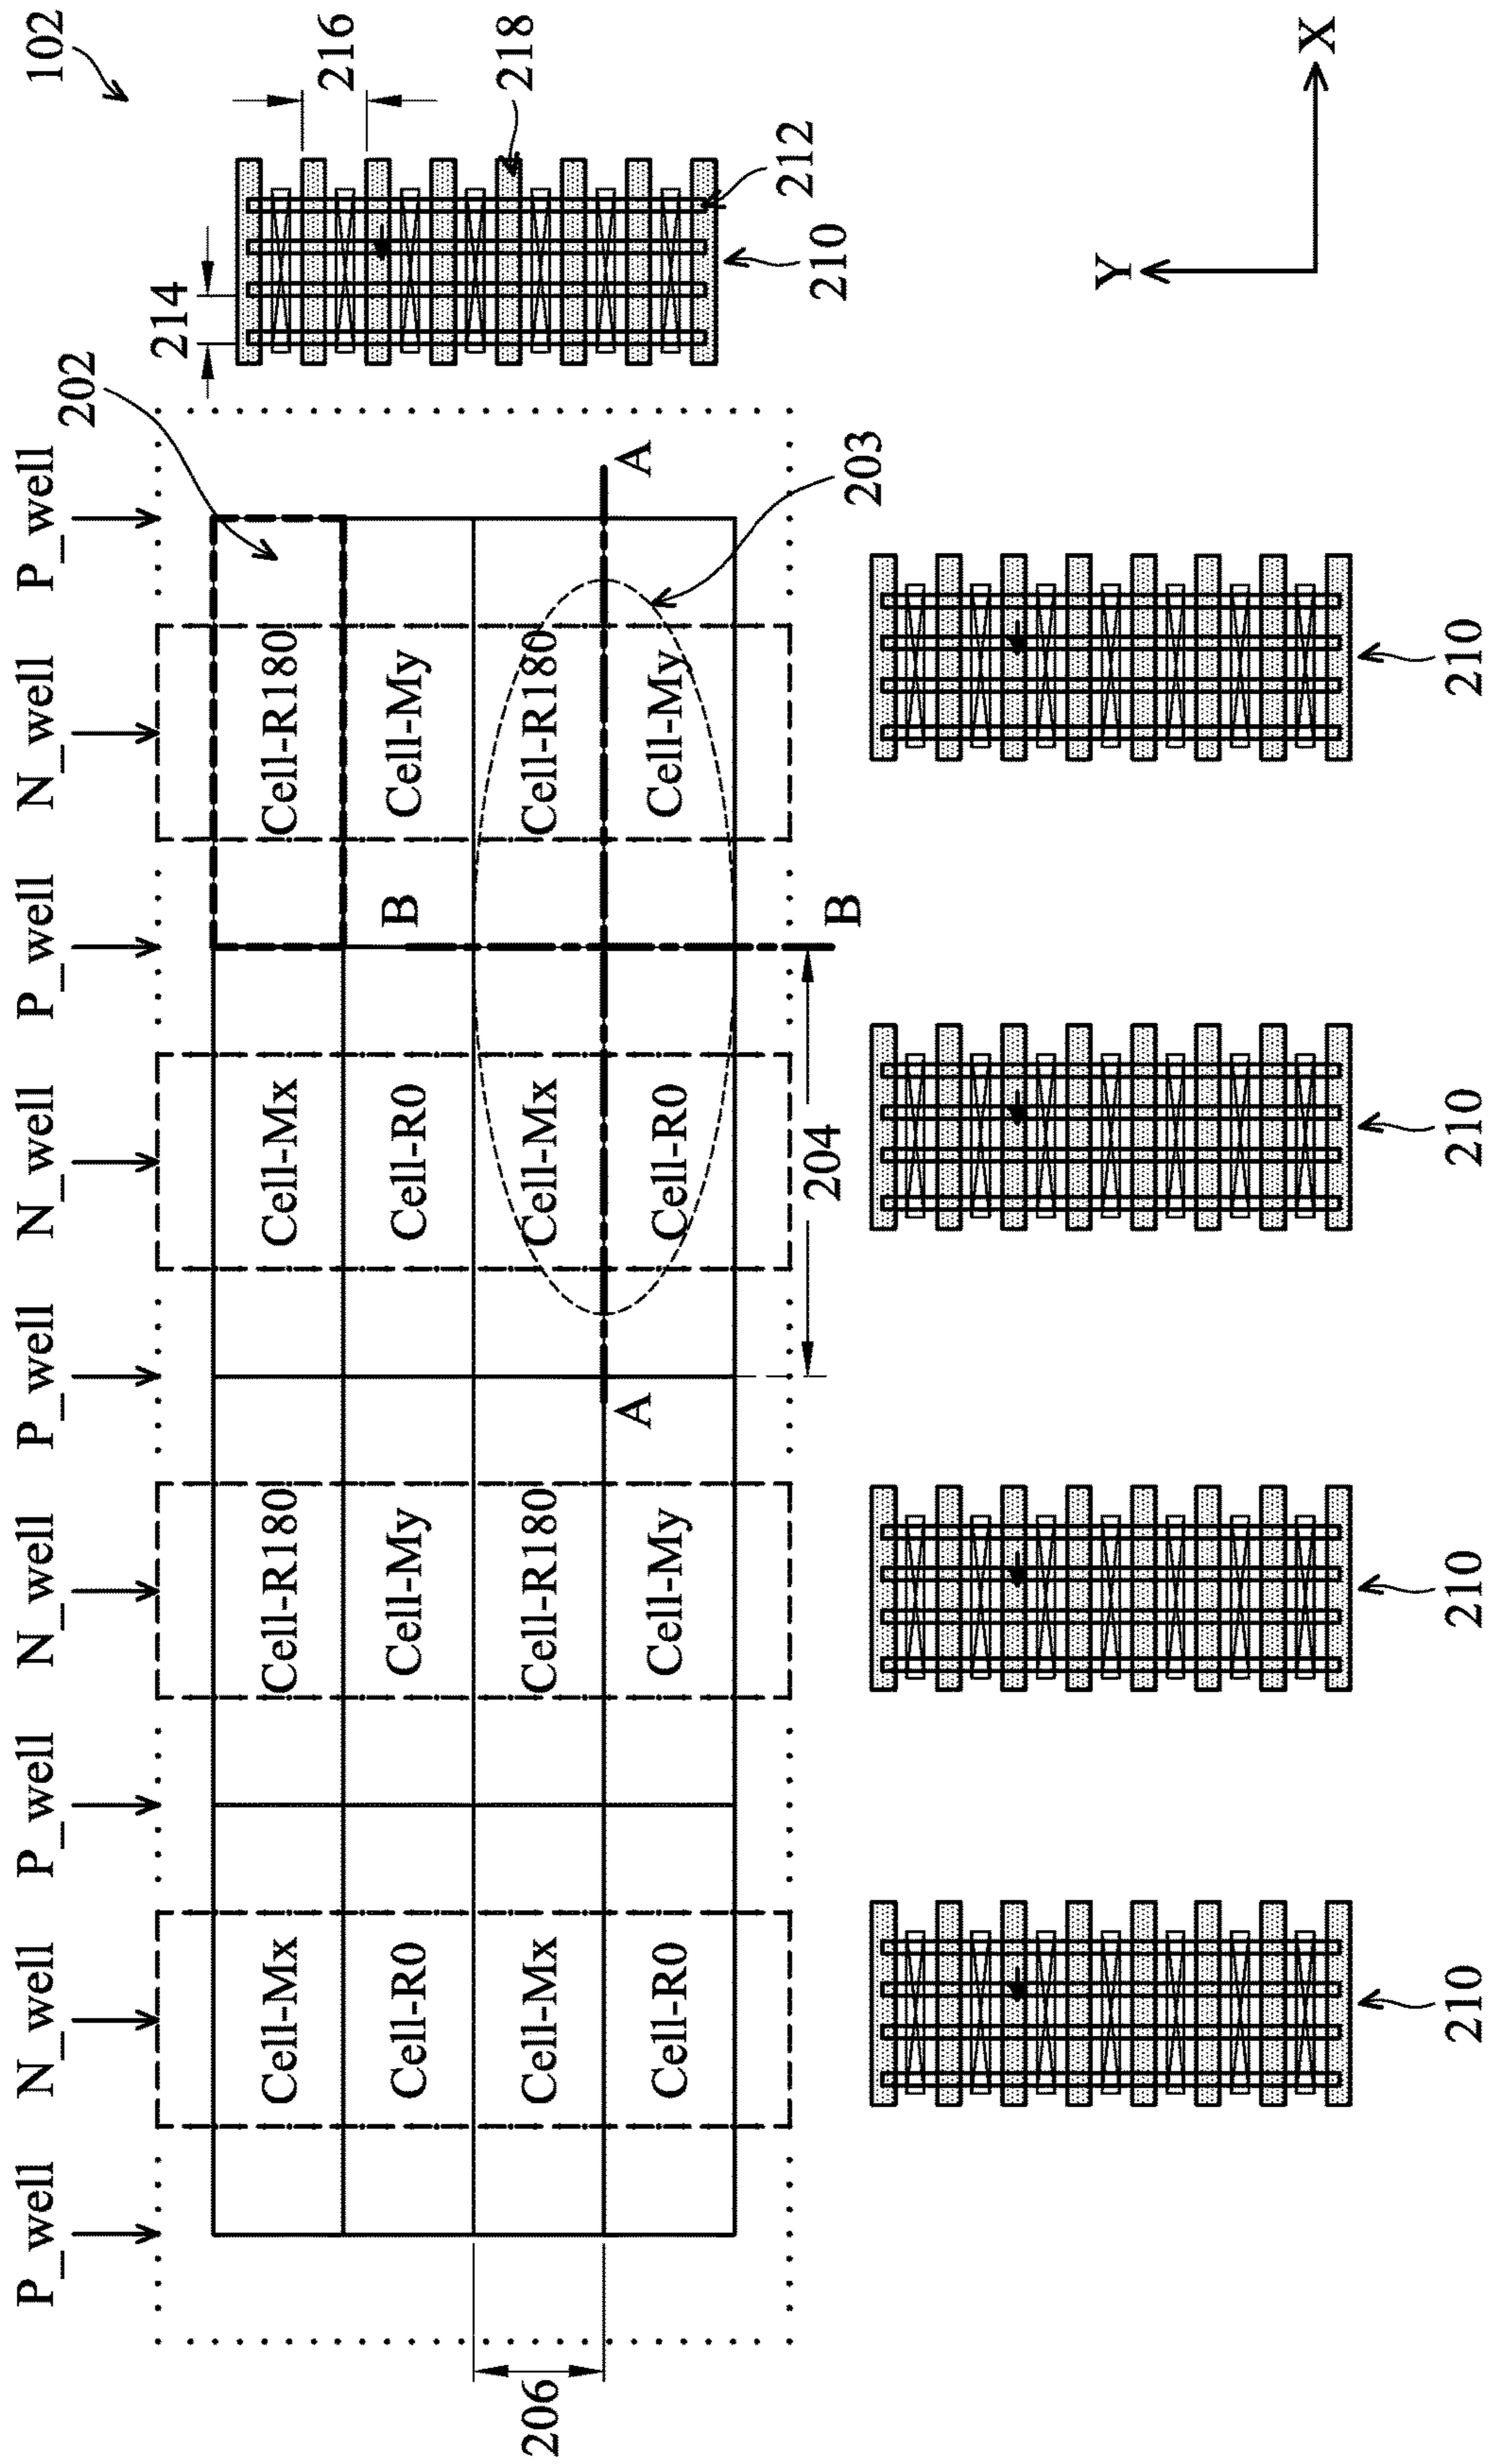 P_well N_well P_well N_well P_well N_well P_well N_well P_well
102
202
214
Cell-Mx Cell-R180 Cell-Mx Cell-R180
216
B
Cell-R0 Cell-My Cell-R0 Cell-My
218
206
Cell-Mx Cell-R180 Cell-Mx Cell-R180
A A
Cell-R0 Cell-My Cell-R0 Cell-My
212
204
B
203
210
Y
X
210 210 210 210